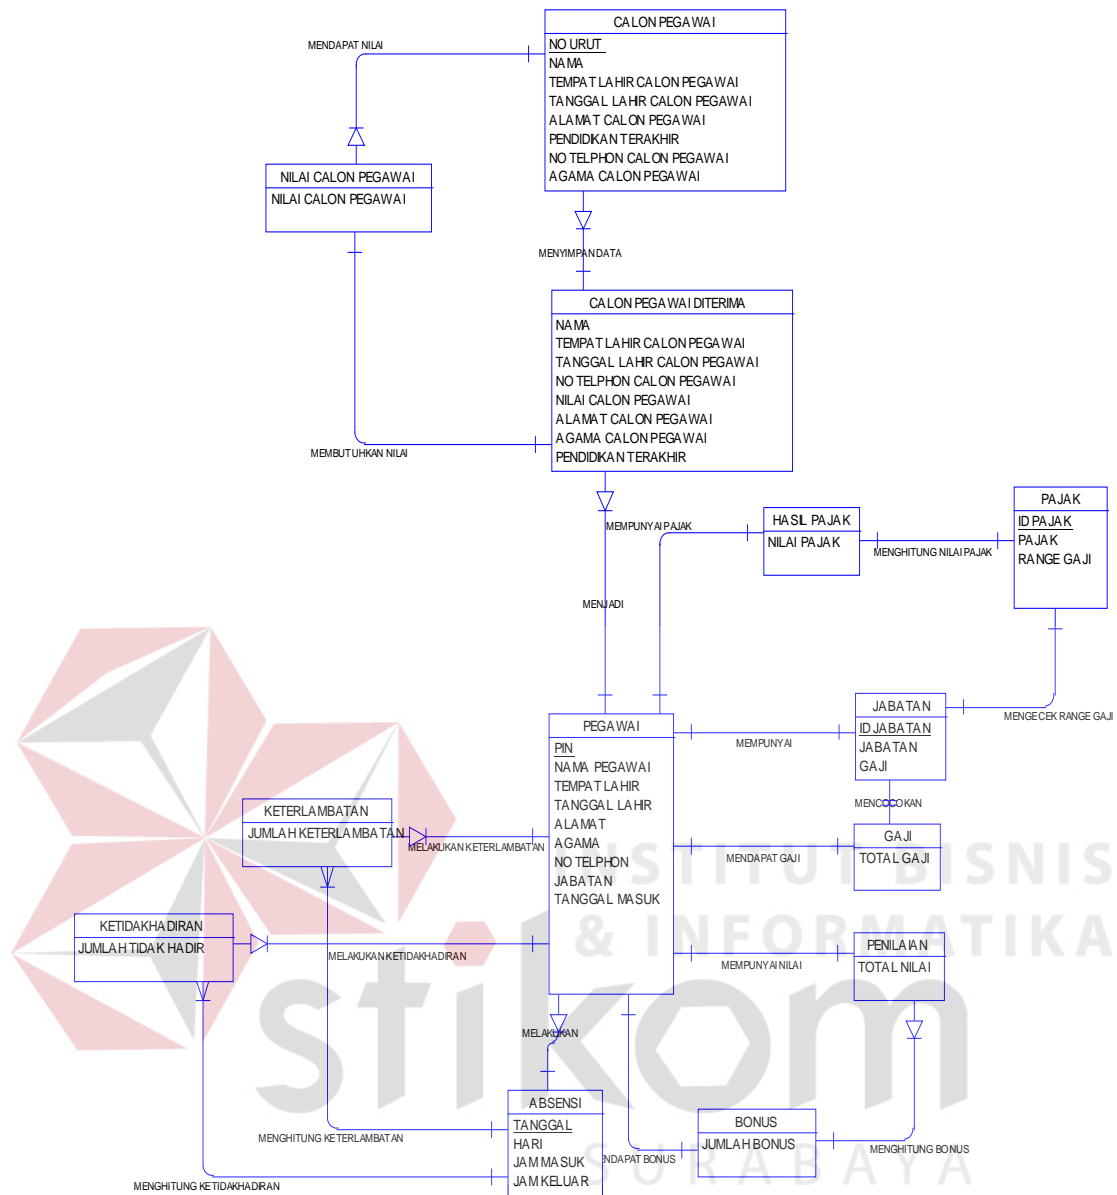 CALON PEGAWAI
NO URUT
NAMA
TEMPAT LAHIR CALON PEGAWAI
TANGGAL LAHIR CALON PEGAWAI
ALAMAT CALON PEGAWAI
PENDIDIKAN TERAKHIR
NO TELPHON CALON PEGAWAI
AGAMA CALON PEGAWAI
MENDAPAT NILAI
NILAI CALON PEGAWAI
NILAI CALON PEGAWAI
MENYIMPAN DATA
CALON PEGAWAI DITERIMA
NAMA
TEMPAT LAHIR CALON PEGAWAI
TANGGAL LAHIR CALON PEGAWAI
NO TELPHON CALON PEGAWAI
NILAI CALON PEGAWAI
ALAMAT CALON PEGAWAI
AGAMA CALON PEGAWAI
PENDIDIKAN TERAKHIR
MEMBUTUHKAN NILAI
MEMPUNYAI PAJAK
HASIL PAJAK
NILAI PAJAK
MENGHITUNG NILAI PAJAK
PAJAK
ID PAJAK
PAJAK
RANGE GAJI
MENJADI
PEGAWAI
PIN
NAMA PEGAWAI
TEMPAT LAHIR
TANGGAL LAHIR
ALAMAT
AGAMA
NO TELPHON
JABATAN
TANGGAL MASUK
MEMPUNYAI
JABATAN
ID JABATAN
JABATAN
GAJI
MENGECEK RANGE GAJI
MENCOCOKAN
GAJI
TOTAL GAJI
MENDAPAT GAJI
KETERLAMBATAN
JUMLAH KETERLAMBATAN
MELAKUKAN KETERLAMBATAN
KETIDAKHADIRAN
JUMLAH TIDAK HADIR
MELAKUKAN KETIDAKHADIRAN
MEMPUNYAI NILAI
PENILAIAN
TOTAL NILAI
MELAKUKAN
ABSENSI
TANGGAL
HARI
JAM MASUK
JAM KELUAR
MENGHITUNG KETERLAMBATAN
MENGHITUNG KETIDAKHADIRAN
NDAPAT BONUS
BONUS
JUMLAH BONUS
MENGHITUNG BONUS
INSTITUT BISNIS
& INFORMATIKA
stikom
SURABAYA